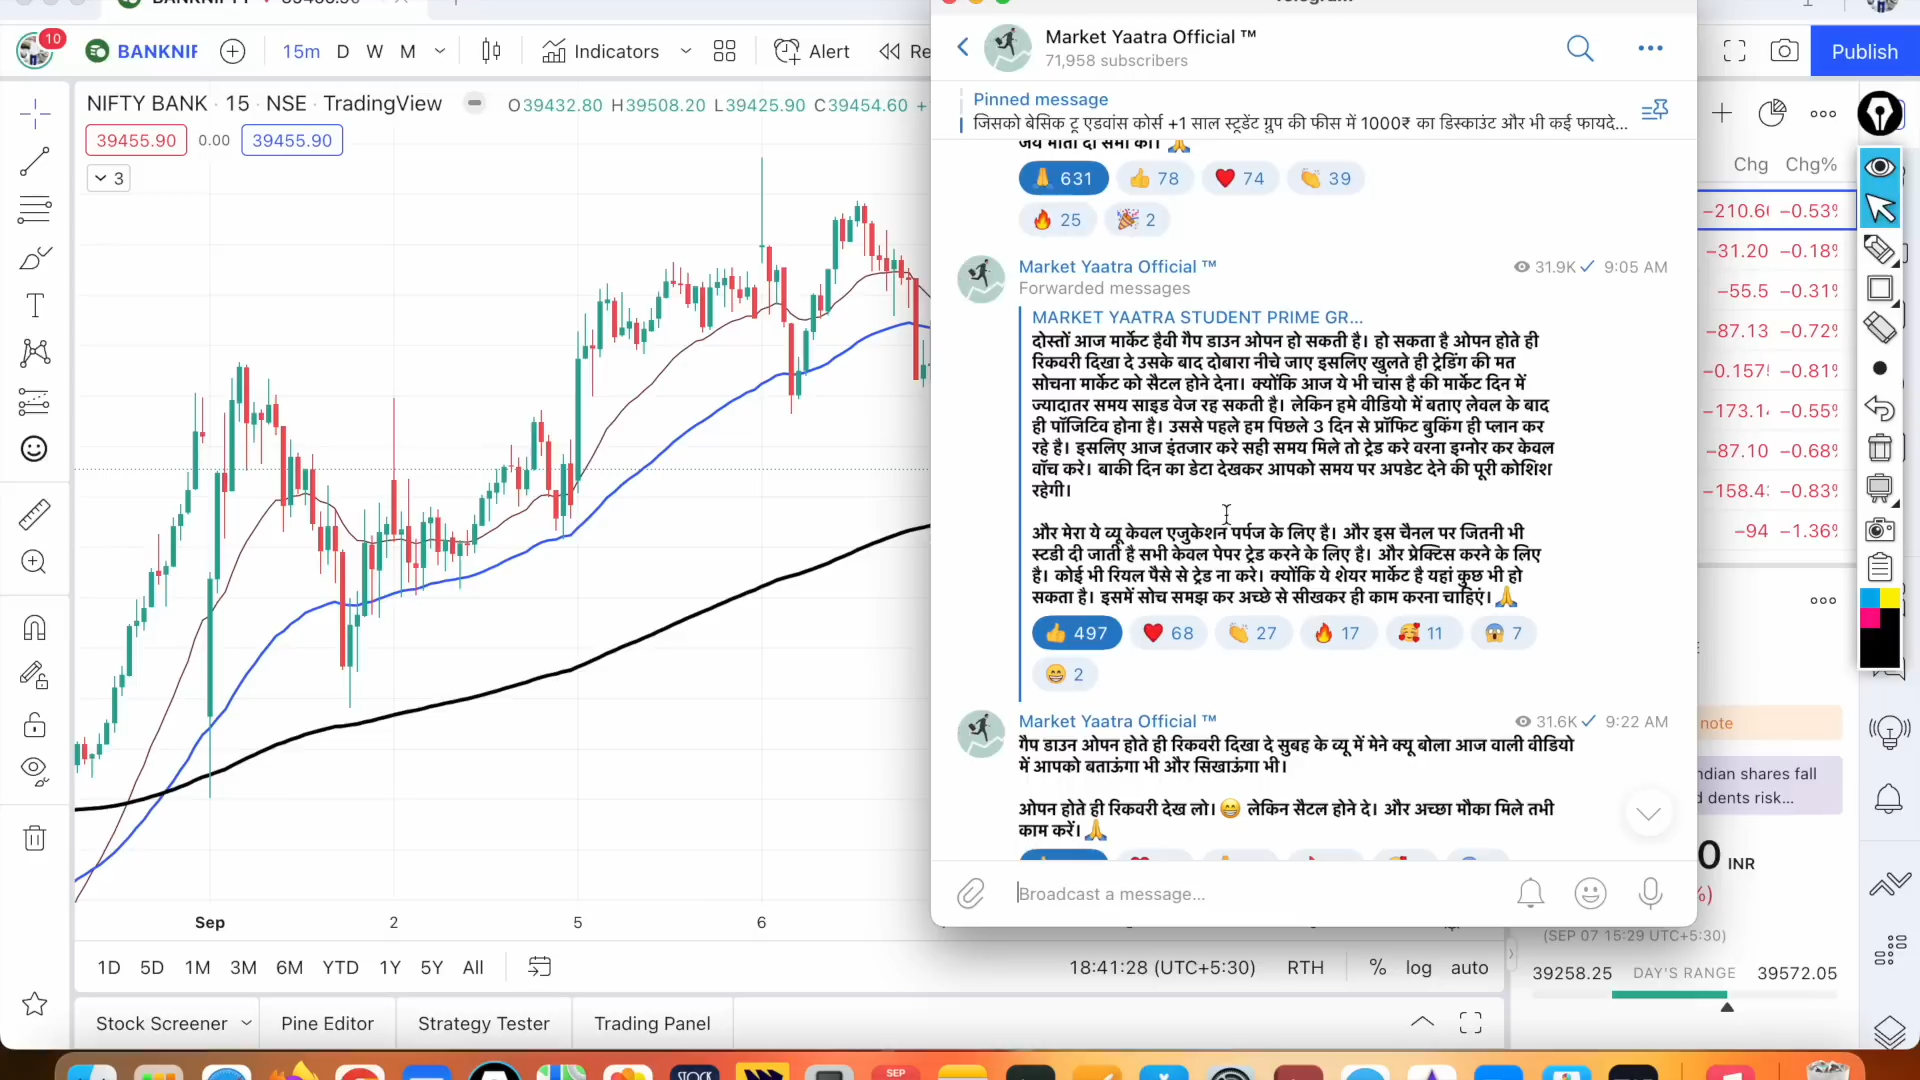 10
BANKNIF
15m D W M
Indicators
Alert
Re
Publish
NIFTY BANK · 15 · NSE · TradingView
O39432.80 H39508.20 L39425.90 C39454.60
39455.90 0.00 39455.90
3
Market Yaatra Official ™
71,958 subscribers
Pinned message
जिसको बेसिक टू एडवांस कोर्स +1 साल स्टूडेंट ग्रुप की फीस में 1000₹ का डिस्काउंट और भी कई फायदे...
🙏 631 👍 78 ❤️ 74 👏 39
🔥 25 🎉 2
Market Yaatra Official ™ 31.9K 9:05 AM
Forwarded messages
MARKET YAATRA STUDENT PRIME GR...
दोस्तों आज मार्केट हैवी गैप डाउन ओपन हो सकती है। हो सकता है ओपन होते ही
रिकवरी दिखा दे उसके बाद दोबारा नीचे जाए इसलिए खुलते ही ट्रेडिंग की मत
सोचना मार्केट को सैटल होने देना। क्योंकि आज ये भी चांस है की मार्केट दिन में
ज्यादातर समय साइड वेज रह सकती है। लेकिन हमे वीडियो में बताए लेवल के बाद
ही पॉजिटिव होना है। उससे पहले हम पिछले 3 दिन से प्रॉफिट बुकिंग ही प्लान कर
रहे है। इसलिए आज इंतजार करे सही समय मिले तो ट्रेड करे वरना इग्नोर कर केवल
वॉच करे। बाकी दिन का डेटा देखकर आपको समय पर अपडेट देने की पूरी कोशिश
रहेगी।
और मेरा ये व्यू केवल एजुकेशन पर्पज के लिए है। और इस चैनल पर जितनी भी
स्टडी दी जाती है सभी केवल पेपर ट्रेड करने के लिए है। और प्रेक्टिस करने के लिए
है। कोई भी रियल पैसे से ट्रेड ना करे। क्योंकि ये शेयर मार्केट है यहां कुछ भी हो
सकता है। इसमें सोच समझ कर अच्छे से सीखकर ही काम करना चाहिएं। 🙏
👍 497 ❤️ 68 👏 27 🔥 17 🥰 11 😱 7
😁 2
Market Yaatra Official ™ 31.6K 9:22 AM
गैप डाउन ओपन होते ही रिकवरी दिखा दे सुबह के व्यू में मेने क्यू बोला आज वाली वीडियो
में आपको बताऊंगा भी और सिखाऊंगा भी।
ओपन होते ही रिकवरी देख लो। 😁 लेकिन सैटल होने दे। और अच्छा मौका मिले तभी
काम करें। 🙏
Broadcast a message...
Chg Chg%
−0.53%
−31.20 −0.18%
−55.5 −0.31%
−87.13 −0.72%
−0.81%
−0.55%
−87.10 −0.68%
−0.83%
−94 −1.36%
note
ndian shares fall
d dents risk...
0 INR
%)
(SEP 07 15:29 UTC+5:30)
39258.25 DAY'S RANGE 39572.05
Sep 2 5 6
1D 5D 1M 3M 6M YTD 1Y 5Y All
18:41:28 (UTC+5:30) RTH % log auto
Stock Screener Pine Editor Strategy Tester Trading Panel
STOCK
SEP